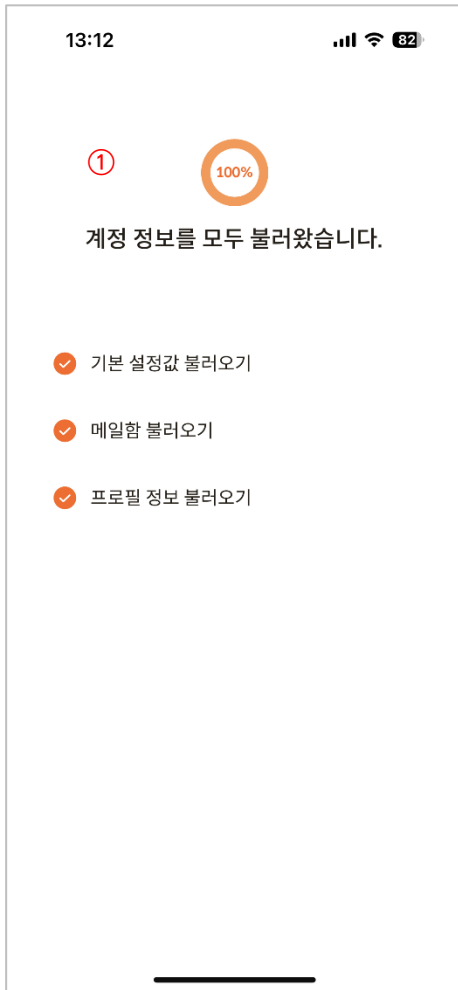 13:12 82
①
100%
계정 정보를 모두 불러왔습니다.
기본 설정값 불러오기
메일함 불러오기
프로필 정보 불러오기